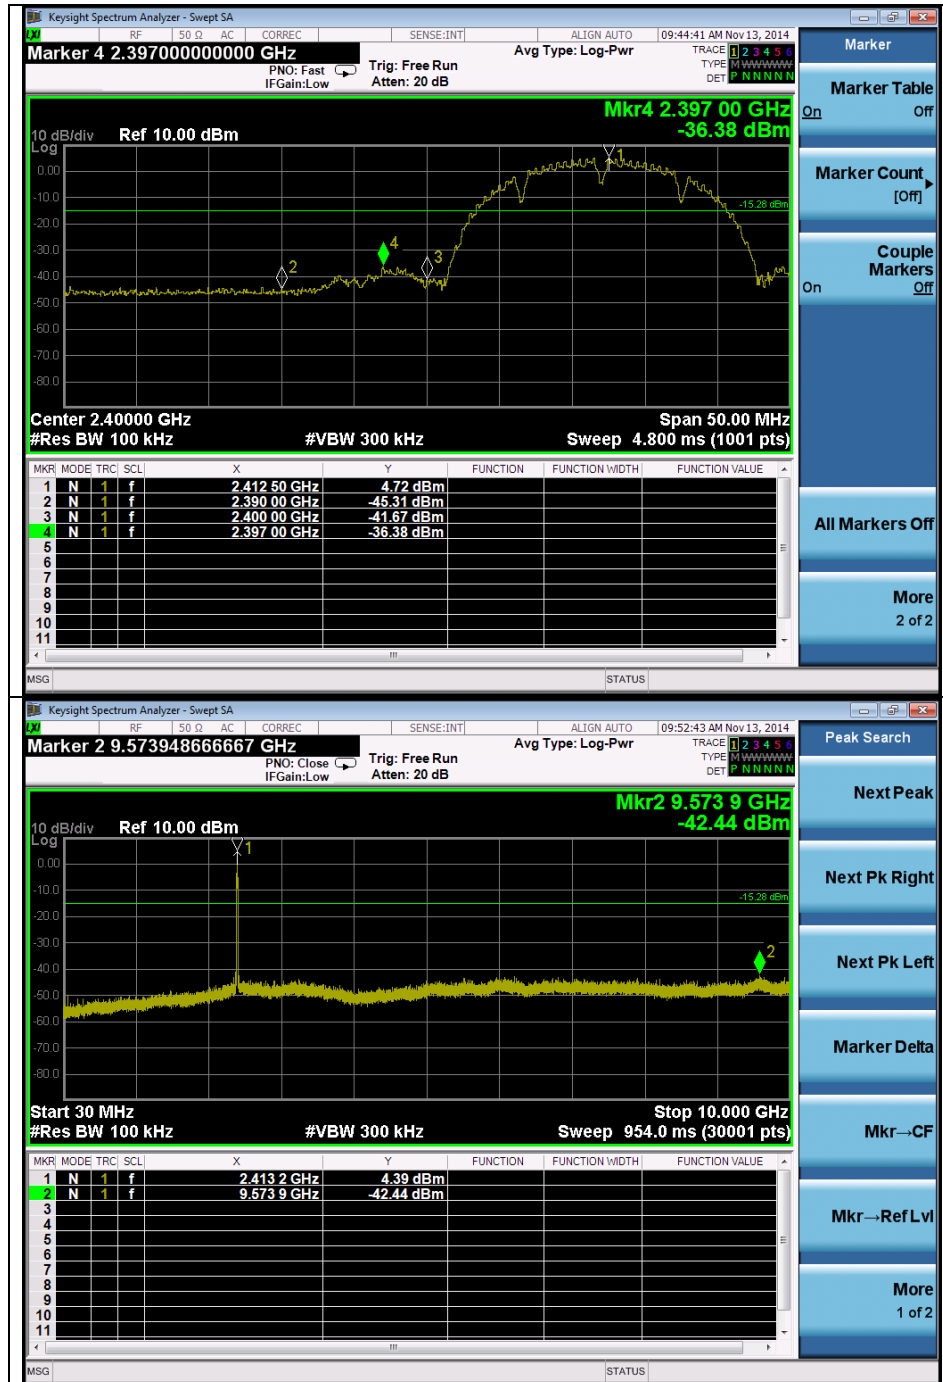 Keysight Spectrum Analyzer - Swept SA
LXI RF 50 Ω AC CORREC SENSE:INT ALIGN AUTO 09:44:41 AM Nov 13, 2014
Marker 4 2.397000000000 GHz
PNO: Fast
IFGain:Low
Trig: Free Run
Atten: 20 dB
Avg Type: Log-Pwr
TRACE 1 2 3 4 5 6
TYPE M WWWWW
DET P N N N N N
Mkr4 2.397 00 GHz
-36.38 dBm
10 dB/div Ref 10.00 dBm
Log
0.00
-10.0
-20.0
-30.0
-40.0
-50.0
-60.0
-70.0
-80.0
1
-15.28 dBm
4
3
2
Center 2.40000 GHz Span 50.00 MHz
#Res BW 100 kHz #VBW 300 kHz Sweep 4.800 ms (1001 pts)
MKR MODE TRC SCL X Y FUNCTION FUNCTION WIDTH FUNCTION VALUE
1 N 1 f 2.412 50 GHz 4.72 dBm
2 N 1 f 2.390 00 GHz -45.31 dBm
3 N 1 f 2.400 00 GHz -41.67 dBm
4 N 1 f 2.397 00 GHz -36.38 dBm
5
6
7
8
9
10
11
MSG STATUS
Marker
Marker Table
On Off
Marker Count
[Off]
Couple
Markers
On Off
All Markers Off
More
2 of 2
Keysight Spectrum Analyzer - Swept SA
LXI RF 50 Ω AC CORREC SENSE:INT ALIGN AUTO 09:52:43 AM Nov 13, 2014
Marker 2 9.573948666667 GHz
PNO: Close
IFGain:Low
Trig: Free Run
Atten: 20 dB
Avg Type: Log-Pwr
TRACE 1 2 3 4 5 6
TYPE M WWWWW
DET P N N N N N
Mkr2 9.573 9 GHz
-42.44 dBm
10 dB/div Ref 10.00 dBm
Log
0.00
-10.0
-20.0
-30.0
-40.0
-50.0
-60.0
-70.0
-80.0
1
-15.28 dBm
2
Start 30 MHz Stop 10.000 GHz
#Res BW 100 kHz #VBW 300 kHz Sweep 954.0 ms (30001 pts)
MKR MODE TRC SCL X Y FUNCTION FUNCTION WIDTH FUNCTION VALUE
1 N 1 f 2.413 2 GHz 4.39 dBm
2 N 1 f 9.573 9 GHz -42.44 dBm
3
4
5
6
7
8
9
10
11
MSG STATUS
Peak Search
Next Peak
Next Pk Right
Next Pk Left
Marker Delta
Mkr→CF
Mkr→Ref Lvl
More
1 of 2